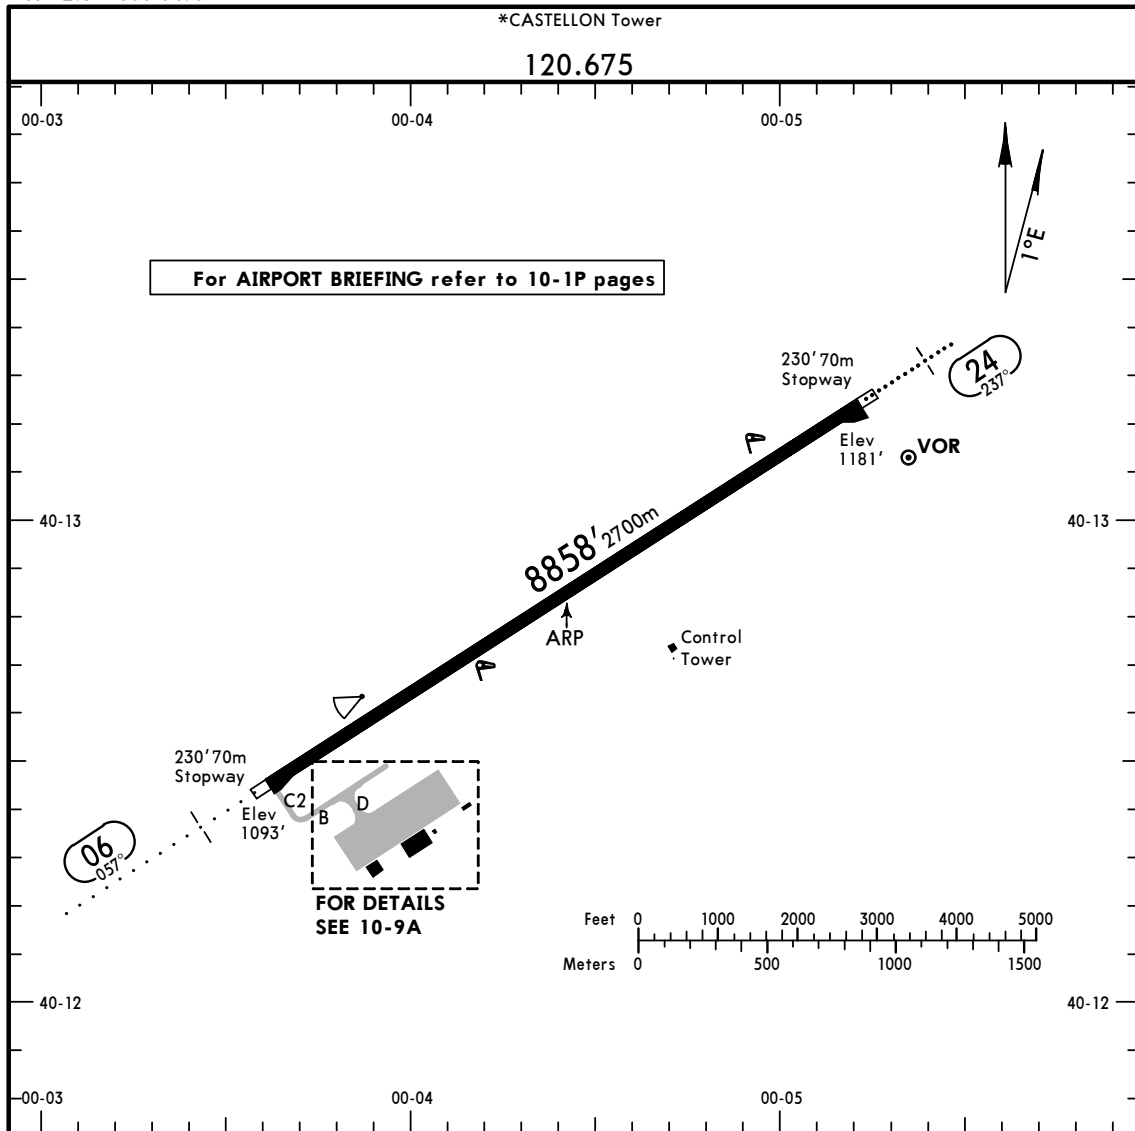 *CASTELLON Tower
120.675
00-03
00-04
00-05
1°E
For AIRPORT BRIEFING refer to 10-1P pages
230'70m
Stopway
24
237°
Elev
1181'
VOR
40-13
40-13
8858' 2700m
ARP
Control
Tower
230'70m
Stopway
C2
B
D
Elev
1093'
06
057°
FOR DETAILS
SEE 10-9A
Feet 0 1000 2000 3000 4000 5000
Meters 0 500 1000 1500
40-12
40-12
00-03
00-04
00-05